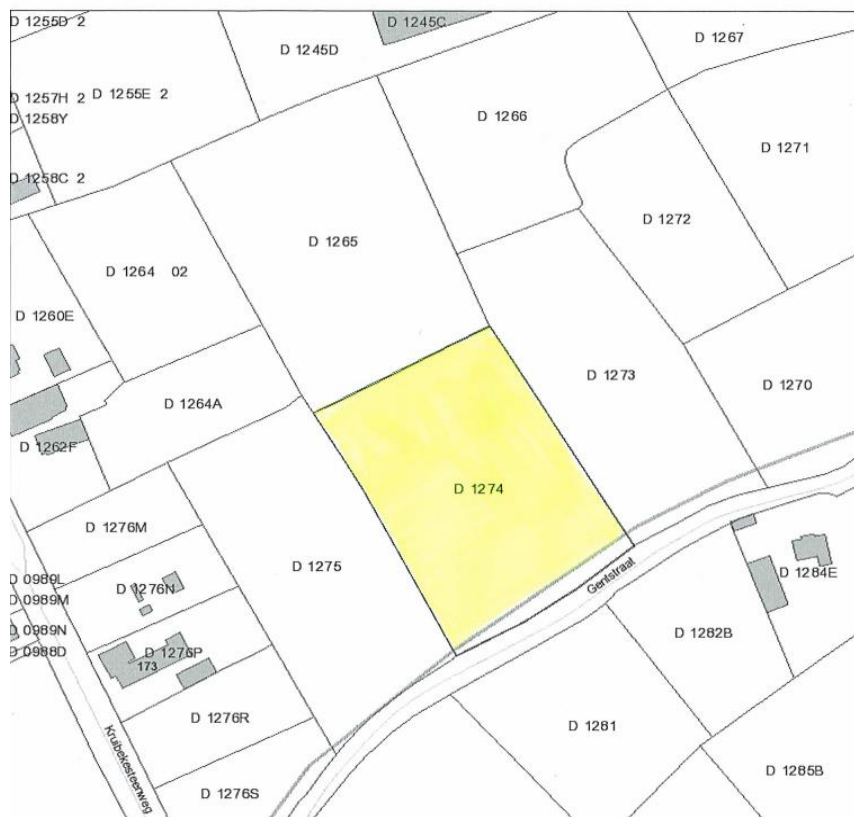 D 1255D 2
D 1245C
D 1267
D 1245D
D 1257H 2
D 1255E 2
D 1258Y
D 1266
D 1271
D 1258C 2
D 1272
D 1265
D 1264 02
D 1260E
D 1273
D 1270
D 1264A
D 1262F
D 1274
D 1276M
D 1275
Gentstraat
D 0989L
D 1276N
D 1284E
D 0989M
D 0989N
D 1282B
D 0988D
D 1276P
173
D 1276R
D 1281
Kruibekesteenweg
D 1285B
D 1276S